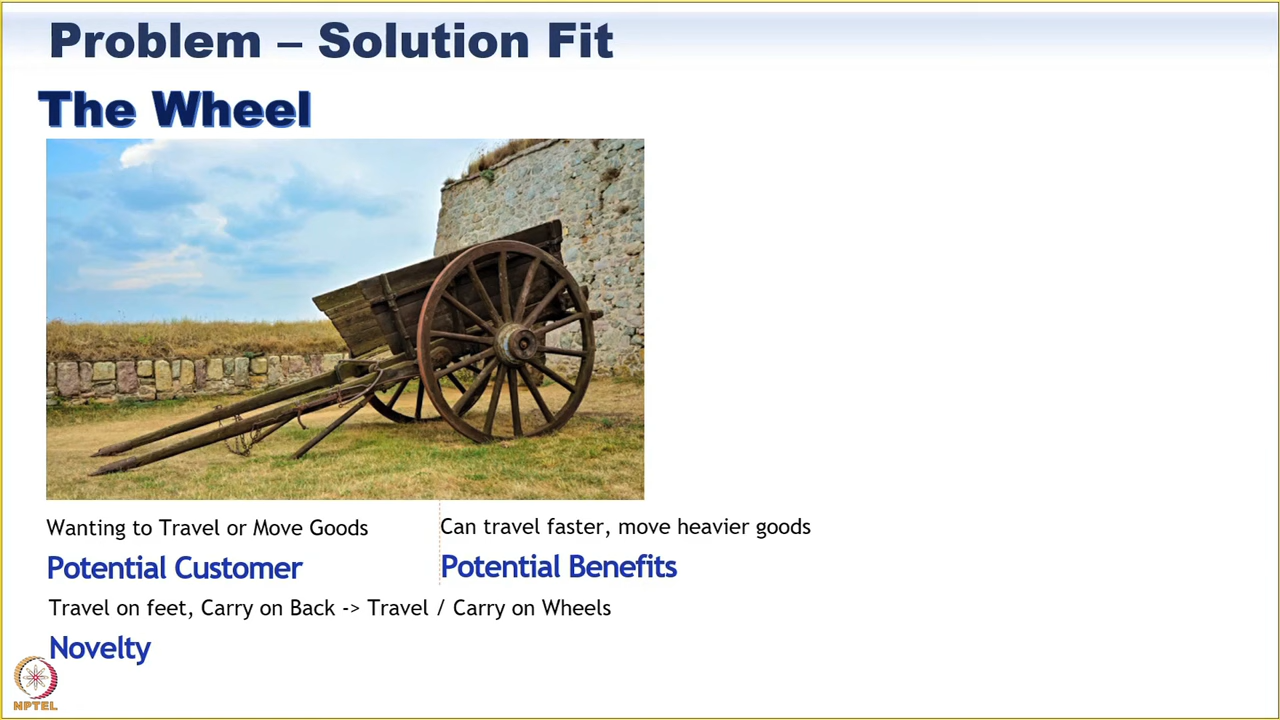 Problem – Solution Fit
The Wheel
Wanting to Travel or Move Goods
Can travel faster, move heavier goods
Potential Customer
Potential Benefits
Travel on feet, Carry on Back -> Travel / Carry on Wheels
Novelty
NPTEL